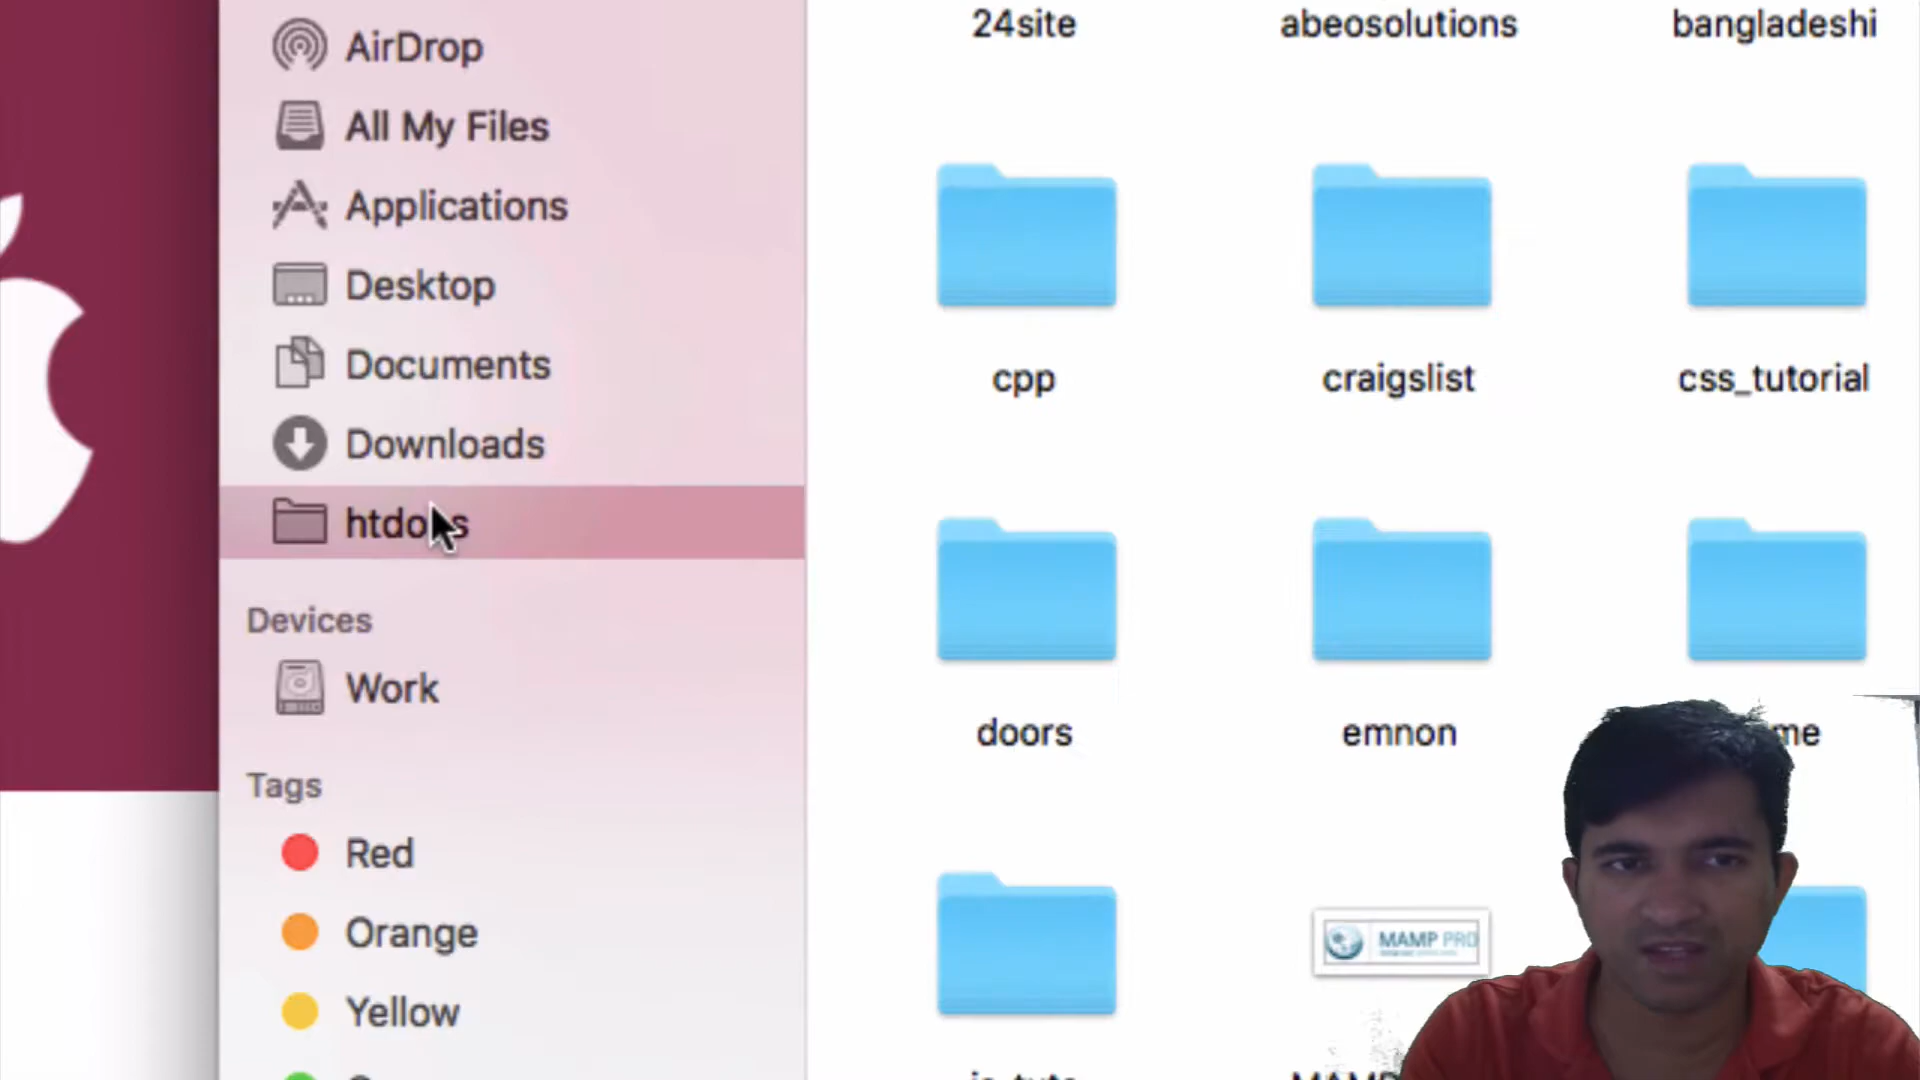 AirDrop
All My Files
Applications
Desktop
Documents
Downloads
Devices
Work
Tags
Red
Orange
Yellow
24site
abeosolutions
bangladeshi
cpp
craigslist
css_tutorial
doors
emnon
MAMP PRO